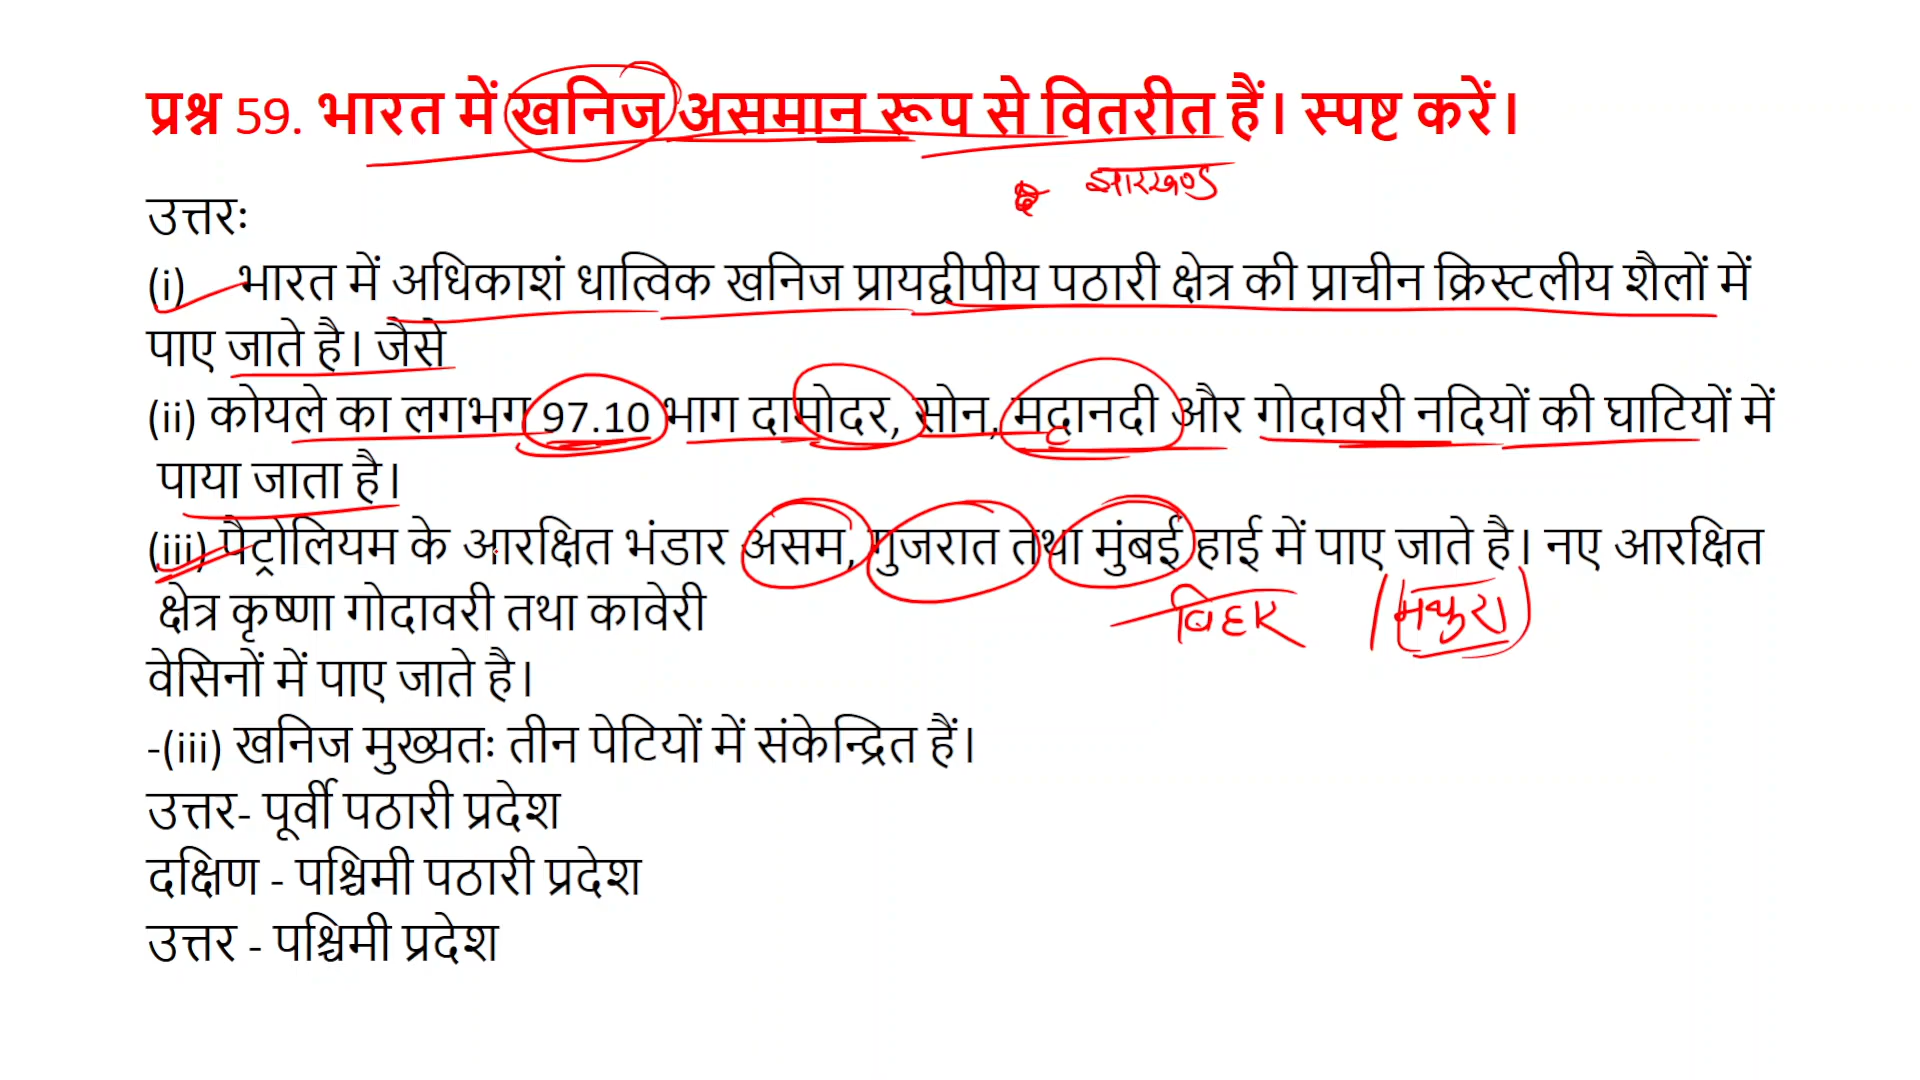 प्रश्न 59. भारत में खनिज असमान रूप से वितरीत हैं। स्पष्ट करें।
झारखण्ड
उत्तरः
(i) भारत में अधिकाशं धात्विक खनिज प्रायद्वीपीय पठारी क्षेत्र की प्राचीन क्रिस्टलीय शैलों में
पाए जाते है। जैसे
(ii) कोयले का लगभग 97.10 भाग दामोदर, सोन, मद्दानदी और गोदावरी नदियों की घाटियों में
पाया जाता है।
(iii) पैट्रोलियम के आरक्षित भंडार असम, गुजरात तथा मुंबई हाई में पाए जाते है। नए आरक्षित
क्षेत्र कृष्णा गोदावरी तथा कावेरी
मथुरा
वेसिनों में पाए जाते है।
-(iii) खनिज मुख्यतः तीन पेटियों में संकेन्द्रित हैं।
उत्तर- पूर्वी पठारी प्रदेश
दक्षिण - पश्चिमी पठारी प्रदेश
उत्तर - पश्चिमी प्रदेश